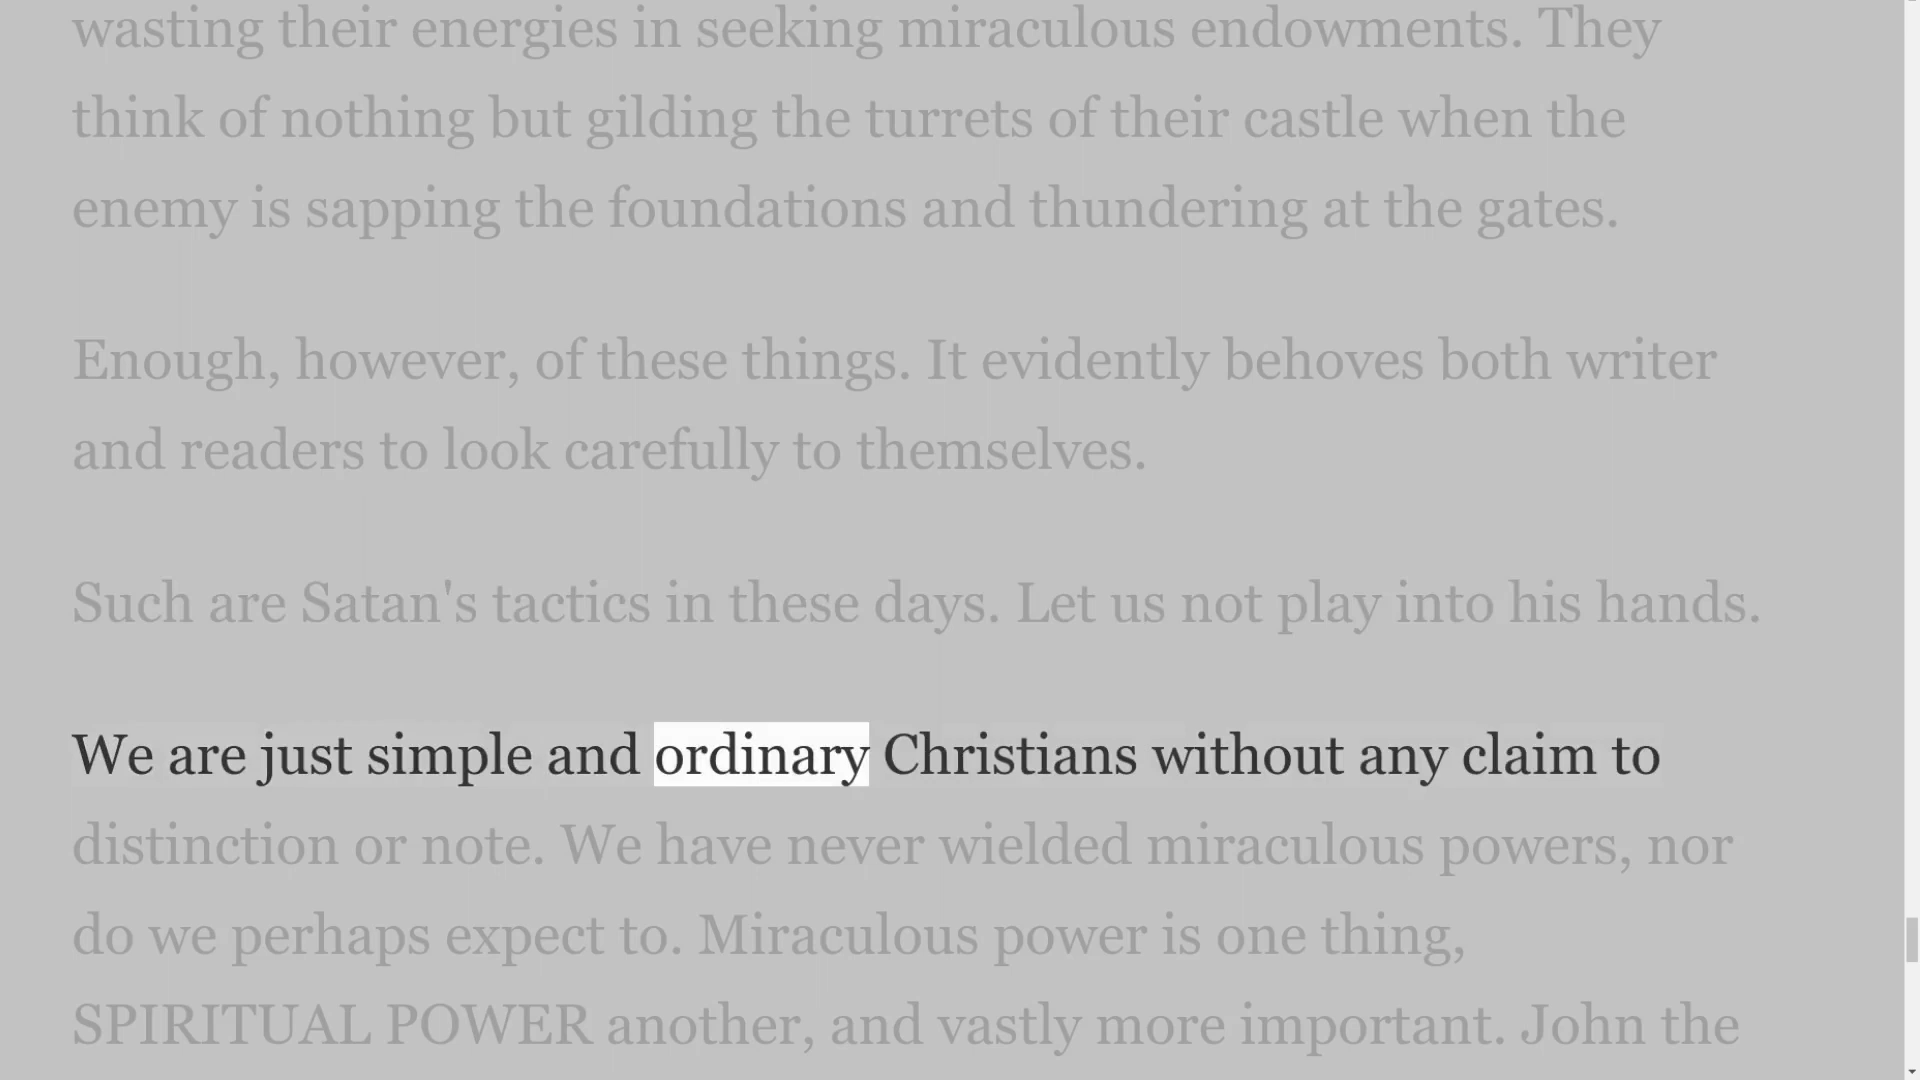 wasting their energies in seeking miraculous endowments. They
think of nothing but gilding the turrets of their castle when the
enemy is sapping the foundations and thundering at the gates.
Enough, however, of these things. It evidently behoves both writer
and readers to look carefully to themselves.
Such are Satan's tactics in these days. Let us not play into his hands.
We are just simple and ordinary Christians without any claim to
distinction or note. We have never wielded miraculous powers, nor
do we perhaps expect to. Miraculous power is one thing,
SPIRITUAL POWER another, and vastly more important. John the